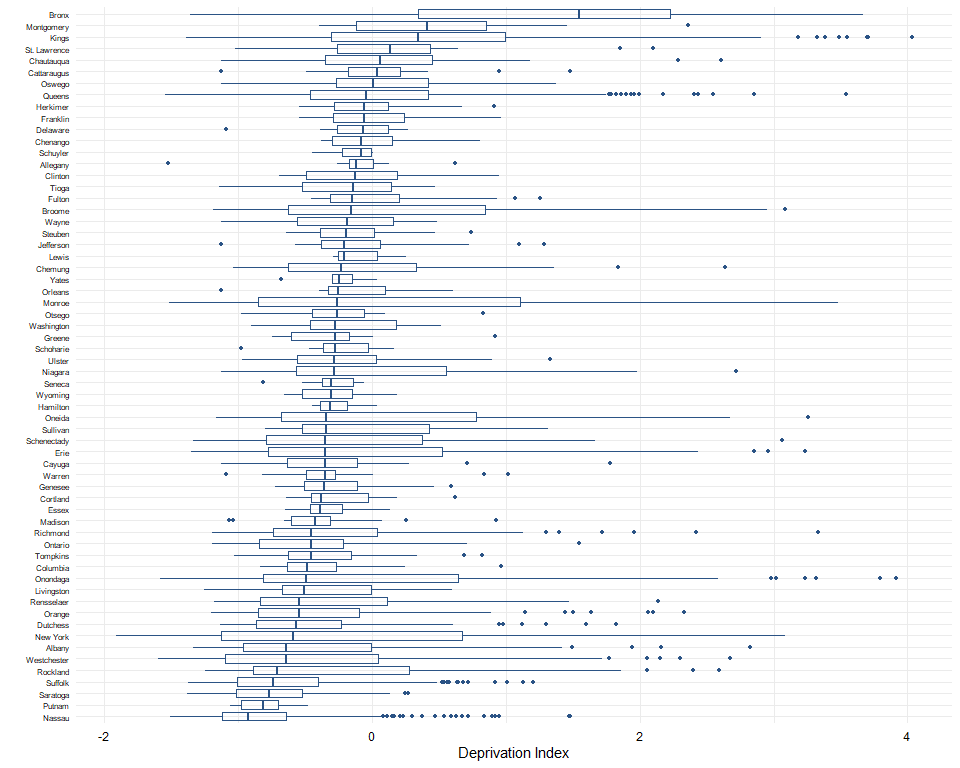 Bronx
Montgomery
Kings
St. Lawrence
Chautauqua
Cattaraugus
Oswego
Queens
Herkimer
Franklin
Delaware
Chenango
Schuyler
Allegany
Clinton
Tioga
Fulton
Broome
Wayne
Steuben
Jefferson
Lewis
Chemung
Yates
Orleans
Monroe
Otsego
Washington
Greene
Schoharie
Ulster
Niagara
Seneca
Wyoming
Hamilton
Oneida
Sullivan
Schenectady
Erie
Cayuga
Warren
Genesee
Cortland
Essex
Madison
Richmond
Ontario
Tompkins
Columbia
Onondaga
Livingston
Rensselaer
Orange
Dutchess
New York
Albany
Westchester
Rockland
Suffolk
Saratoga
Putnam
Nassau
-2 0 2 4
Deprivation Index